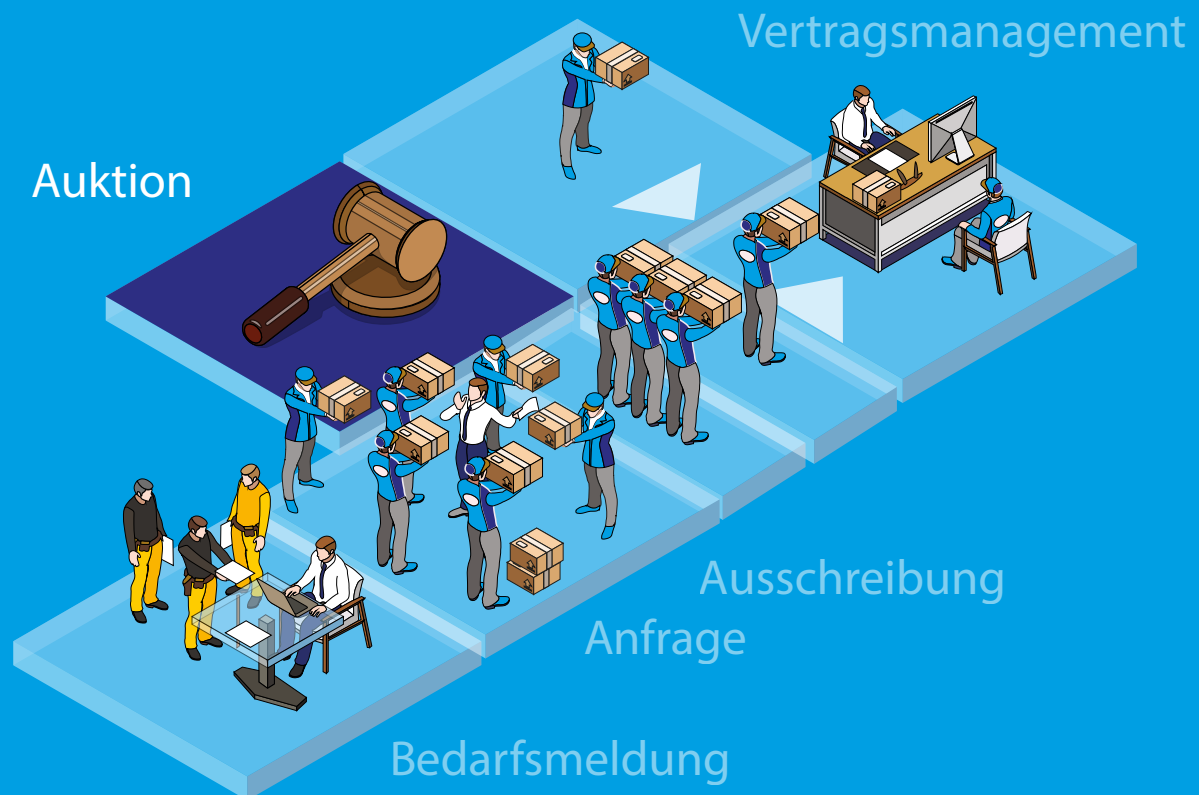 Vertragsmanagement
Auktion
Ausschreibung
Anfrage
Bedarfsmeldung